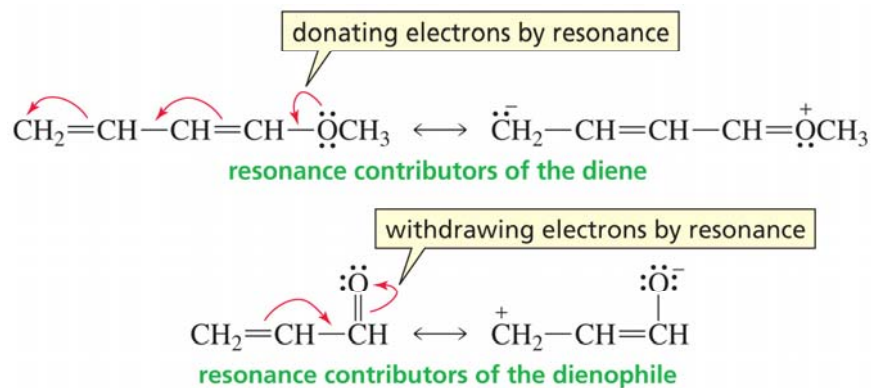 donating electrons by resonance
CH₂=CH—CH=CH—ÖCH₃ ⟷ C̈H₂⁻—CH=CH—CH=Ö⁺CH₃
resonance contributors of the diene
withdrawing electrons by resonance
:Ö :Ö:⁻
CH₂=CH—CH ⟷ ⁺CH₂—CH=CH
resonance contributors of the dienophile